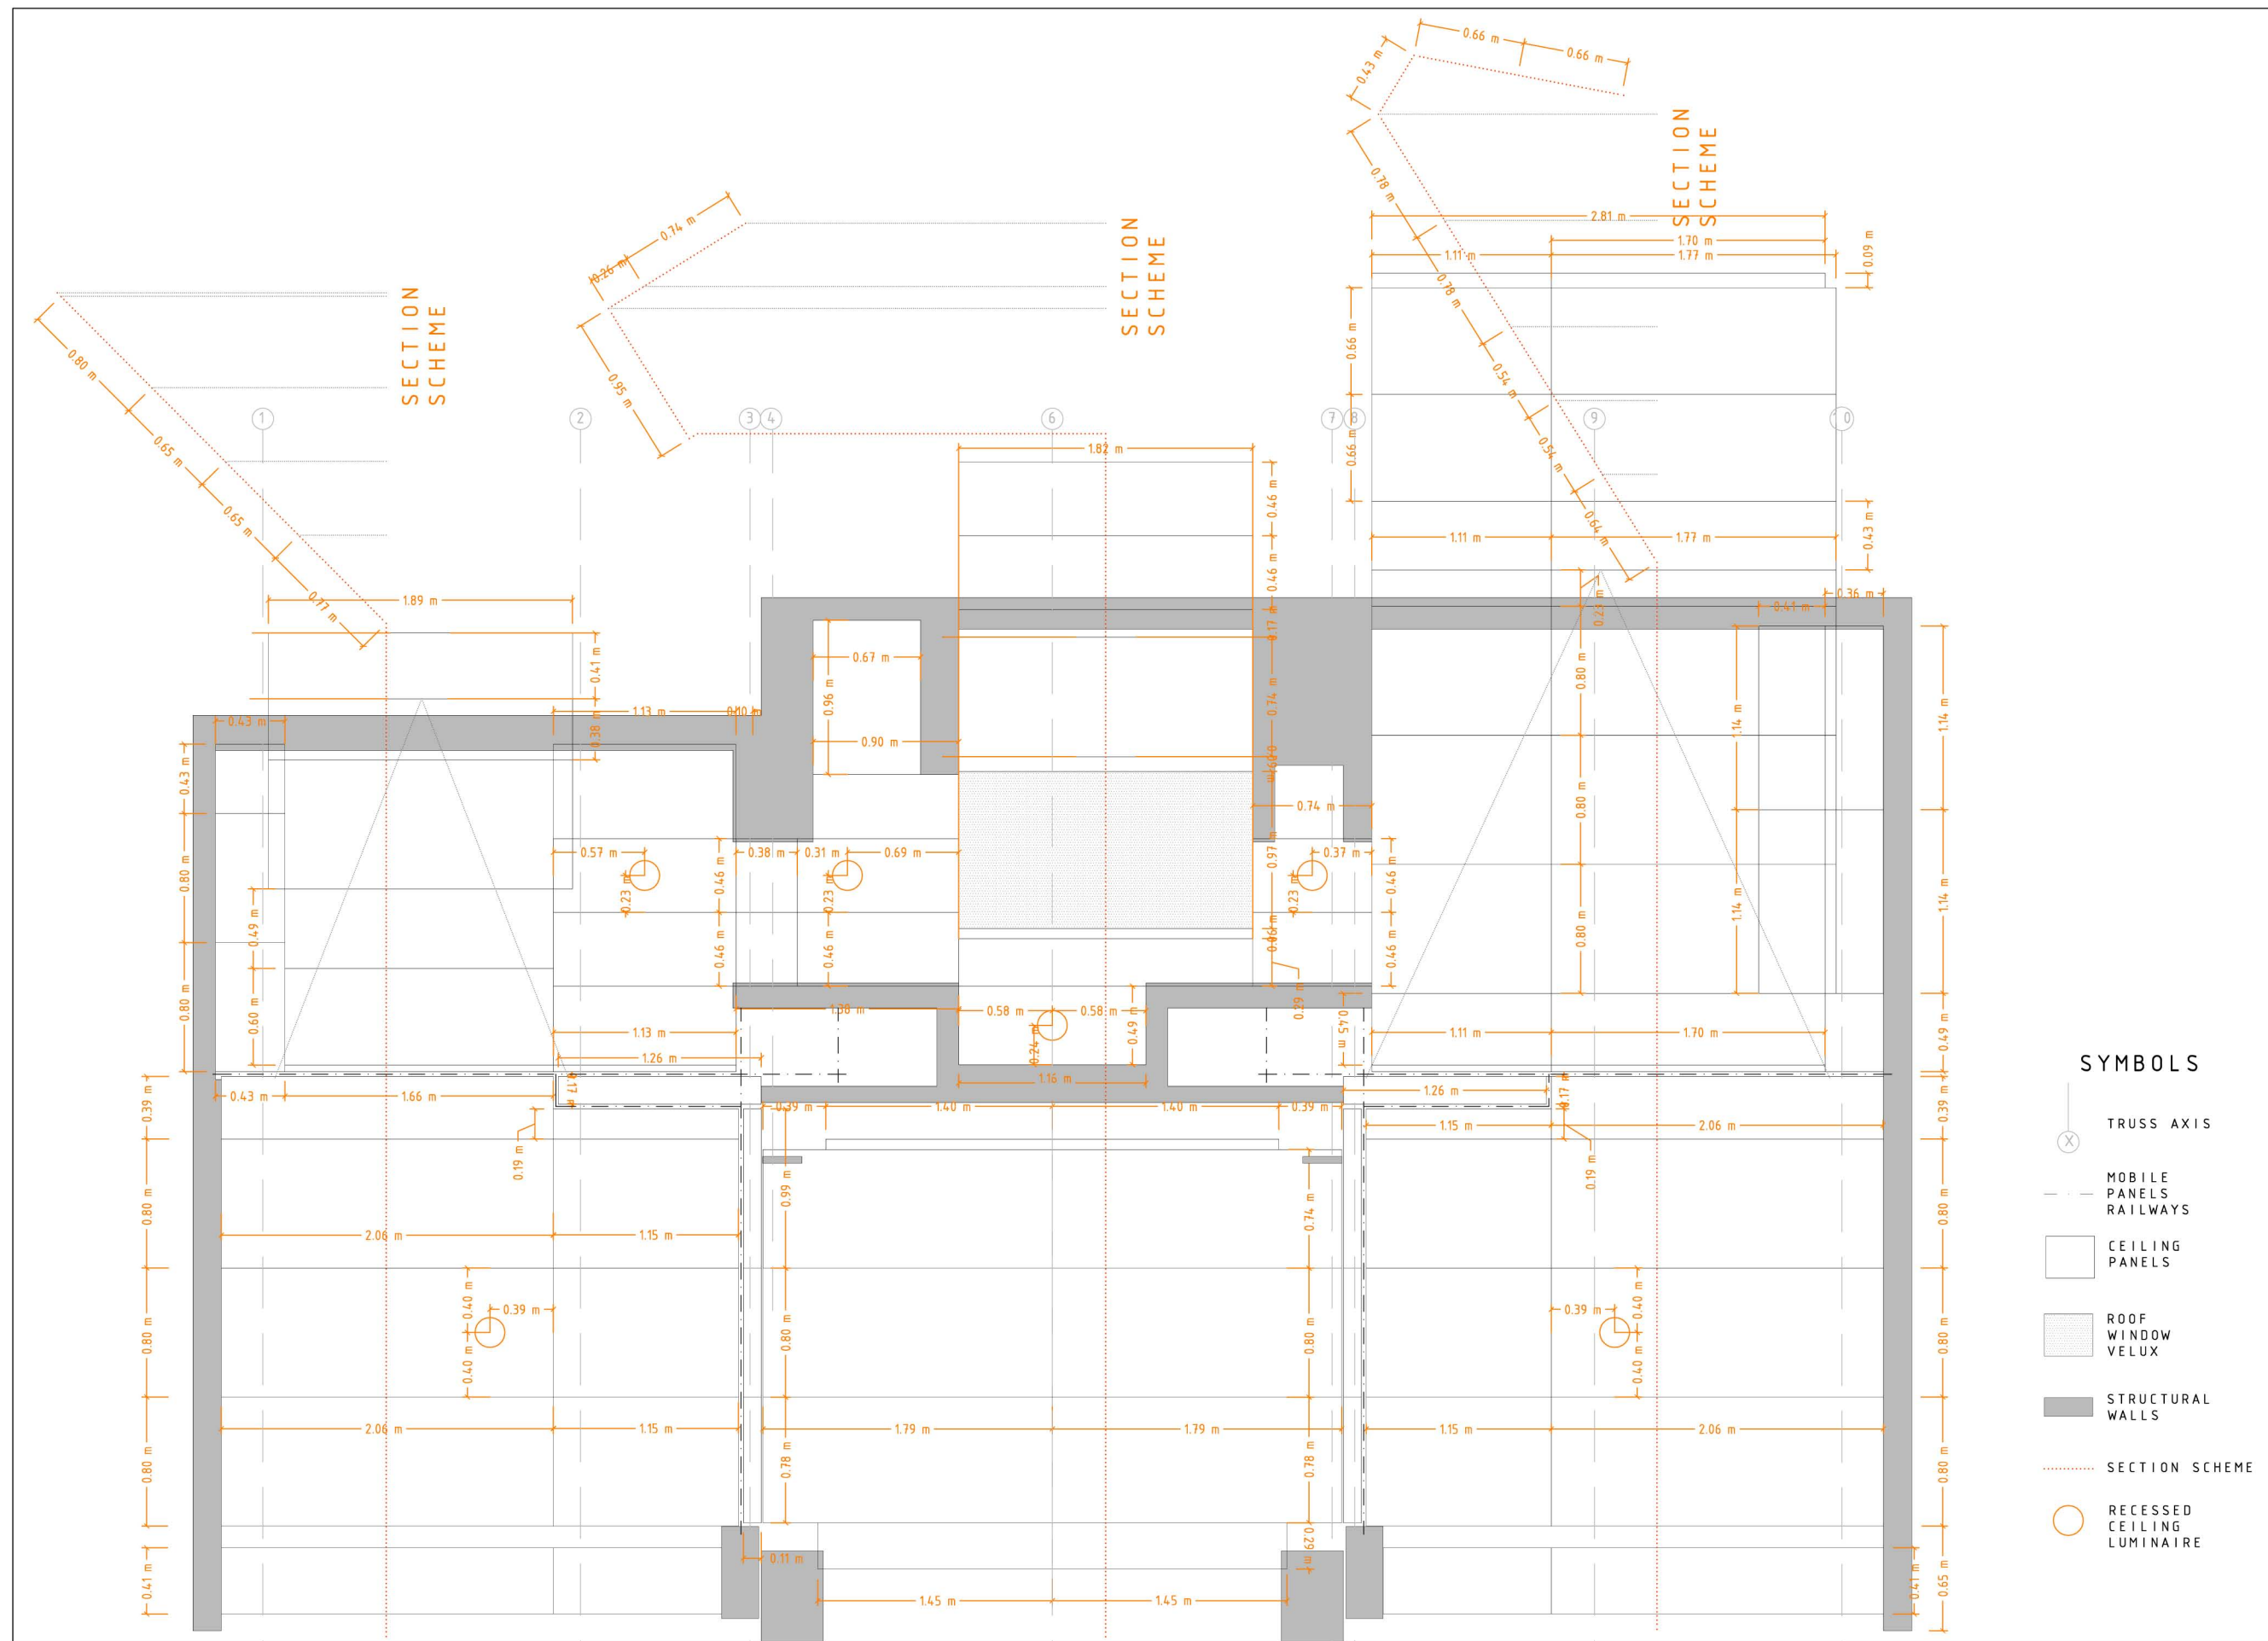 0.66 m
0.66 m
0.43 m
SECTION
SCHEME
0.78 m
2.81 m
1.70 m
1.11 m
1.77 m
0.09 m
0.74 m
0.26 m
SECTION
SCHEME
0.78 m
SECTION
SCHEME
0.80 m
0.95 m
0.66 m
0.54 m
1
2
3
4
6
7
8
9
10
0.65 m
1.82 m
0.66 m
0.54 m
0.65 m
0.46 m
0.64 m
1.11 m
1.77 m
0.43 m
0.77 m
1.89 m
0.46 m
0.17 m
0.29 m
0.41 m
0.36 m
0.41 m
0.67 m
0.96 m
0.74 m
0.80 m
1.14 m
1.14 m
0.43 m
1.13 m
0.10 m
0.38 m
0.90 m
0.43 m
0.74 m
0.80 m
0.80 m
0.57 m
0.38 m
0.31 m
0.69 m
0.97 m
0.37 m
0.23 m
0.46 m
0.23 m
0.23 m
0.46 m
1.14 m
1.14 m
0.49 m
0.46 m
0.46 m
0.06 m
0.46 m
0.80 m
0.80 m
0.60 m
1.38 m
0.58 m
0.58 m
0.29 m
0.45 m
0.24 m
0.49 m
1.13 m
1.11 m
1.70 m
0.49 m
1.26 m
1.16 m
0.43 m
1.66 m
0.17 m
1.26 m
0.17 m
0.39 m
0.39 m
1.40 m
1.40 m
0.39 m
1.15 m
2.06 m
0.39 m
0.19 m
0.19 m
0.80 m
0.99 m
0.74 m
0.80 m
2.06 m
1.15 m
0.40 m
0.39 m
0.40 m
0.39 m
0.40 m
0.40 m
0.80 m
0.80 m
0.80 m
0.80 m
2.06 m
1.15 m
1.79 m
1.79 m
1.15 m
2.06 m
0.80 m
0.78 m
0.78 m
0.80 m
0.11 m
0.29 m
0.41 m
1.45 m
1.45 m
0.41 m
0.65 m
SYMBOLS
X
TRUSS AXIS
MOBILE
PANELS
RAILWAYS
CEILING
PANELS
ROOF
WINDOW
VELUX
STRUCTURAL
WALLS
SECTION SCHEME
RECESSED
CEILING
LUMINAIRE